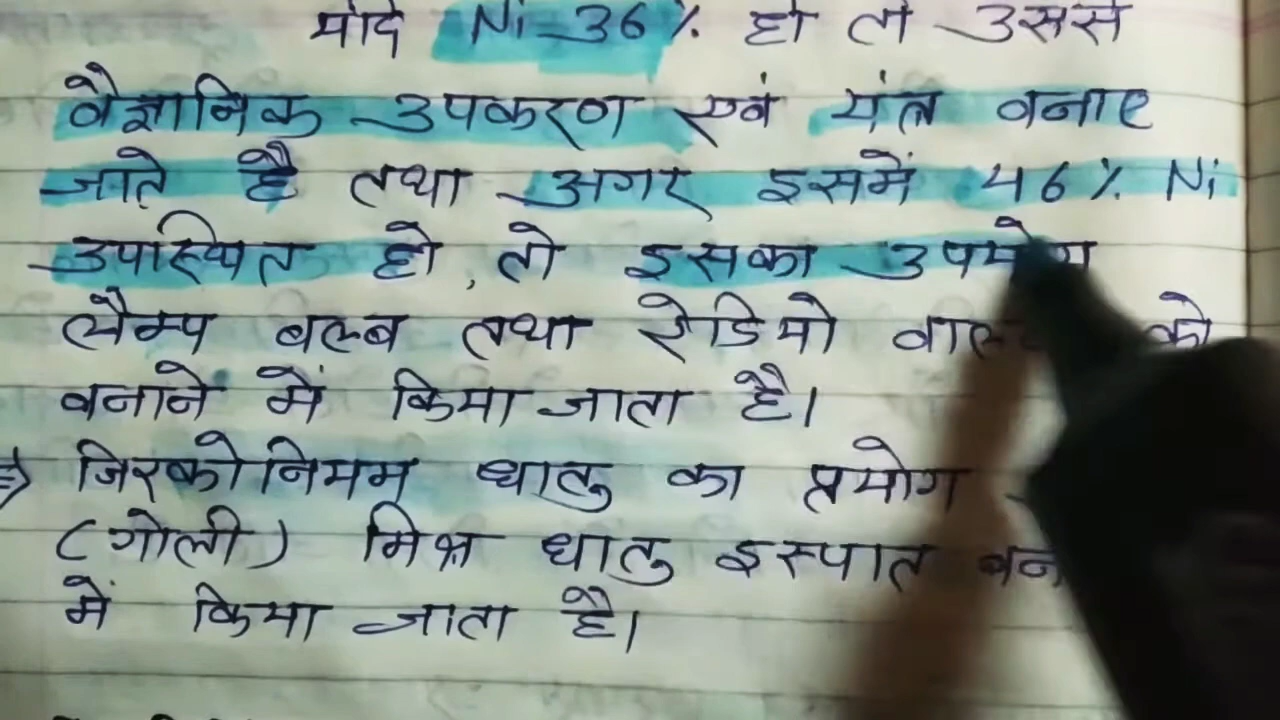 यदि Ni 36% हो तो उससे
वैज्ञानिक उपकरण एवं यंत्र बनाए
जाते है तथा अगर इसमें 46% Ni
उपस्थित हो, तो इसका उपयोग
लैम्प बल्ब तथा रेडियो को
बनाने में किया जाता है।
⇒ जिरकोनियम धातु का प्रयोग
(गोली) मिश्र धातु इस्पात
में किया जाता है।